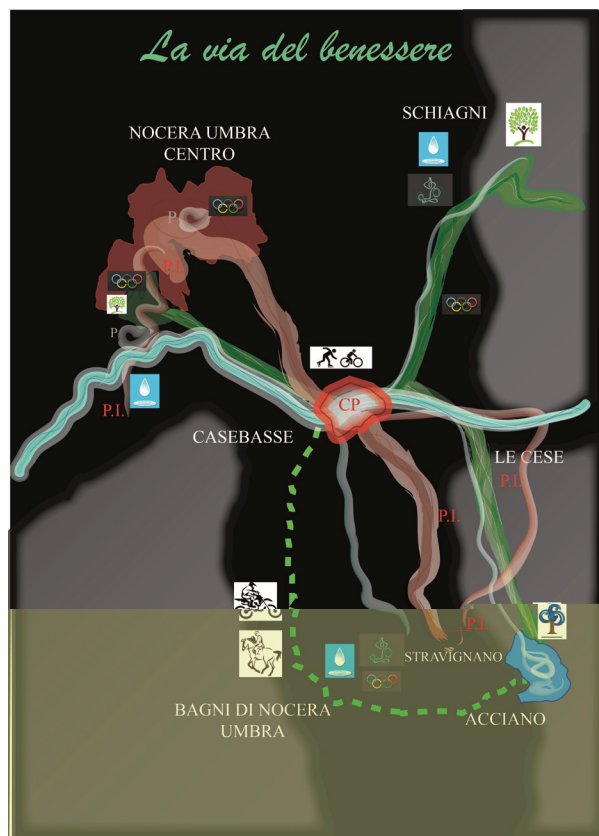 La via del benessere
SCHIAGNI
NOCERA UMBRA
CENTRO
P
P.I.
P
P.I.
CP
CASEBASSE
LE CESE
P.I.
P.I.
P.I.
STRAVIGNANO
BAGNI DI NOCERA
UMBRA
ACCIANO